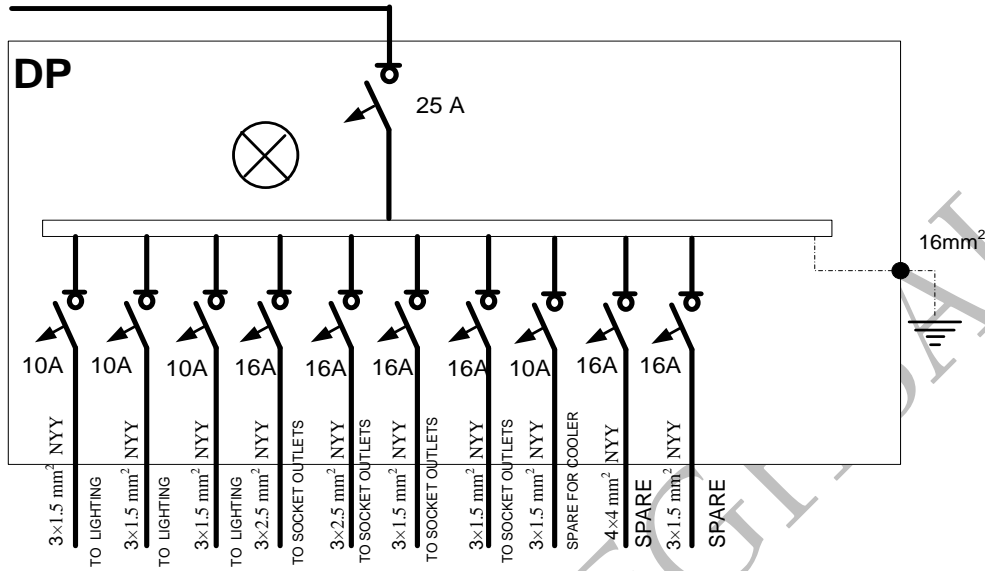 DP
25 A
16mm²
10A
10A
10A
16A
16A
16A
16A
10A
16A
16A
3×1.5 mm² NYY
TO LIGHTING
3×1.5 mm² NYY
TO LIGHTING
3×1.5 mm² NYY
TO LIGHTING
3×2.5 mm² NYY
TO SOCKET OUTLETS
3×2.5 mm² NYY
TO SOCKET OUTLETS
3×1.5 mm² NYY
TO SOCKET OUTLETS
3×1.5 mm² NYY
TO SOCKET OUTLETS
3×1.5 mm² NYY
SPARE FOR COOLER
4×4 mm² NYY
SPARE
3×1.5 mm² NYY
SPARE